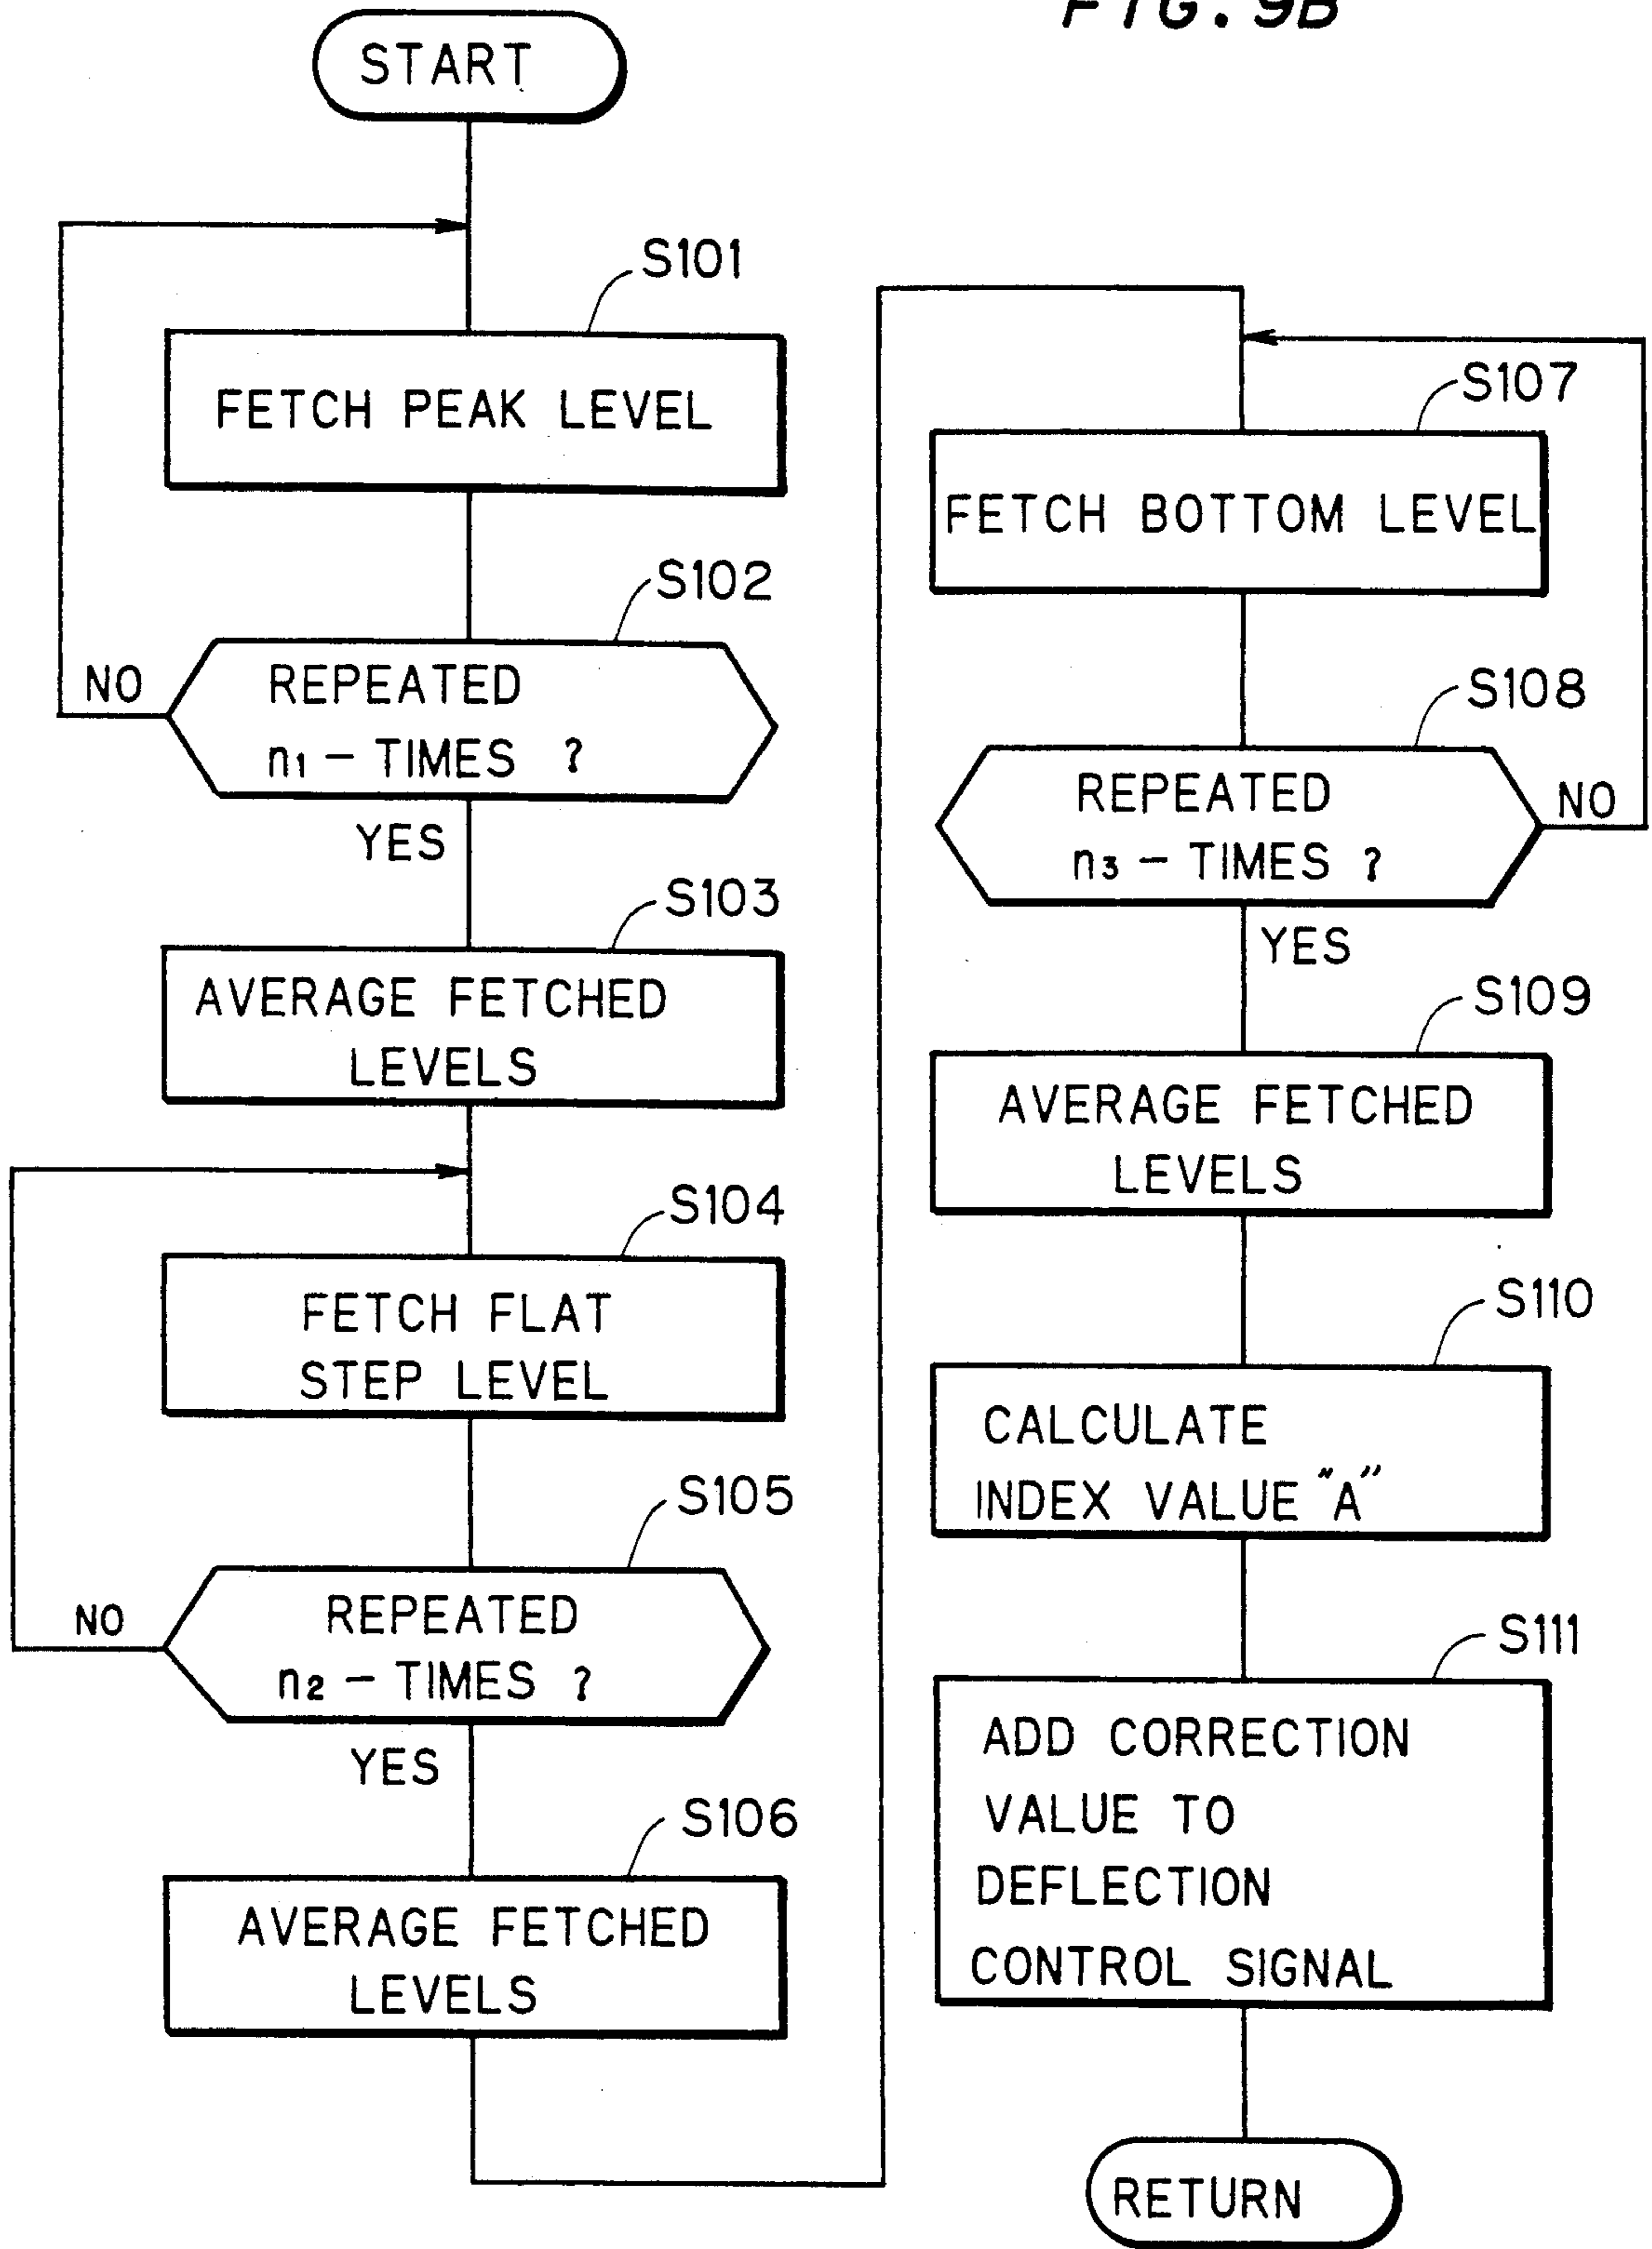 FIG. 9B
START
S101
FETCH PEAK LEVEL
S102
REPEATED
n1 – TIMES ?
NO
YES
S103
AVERAGE FETCHED
LEVELS
S104
FETCH FLAT
STEP LEVEL
S105
REPEATED
n2 – TIMES ?
NO
YES
S106
AVERAGE FETCHED
LEVELS
S107
FETCH BOTTOM LEVEL
S108
REPEATED
n3 – TIMES ?
NO
YES
S109
AVERAGE FETCHED
LEVELS
S110
CALCULATE
INDEX VALUE "A"
S111
ADD CORRECTION
VALUE TO
DEFLECTION
CONTROL SIGNAL
RETURN